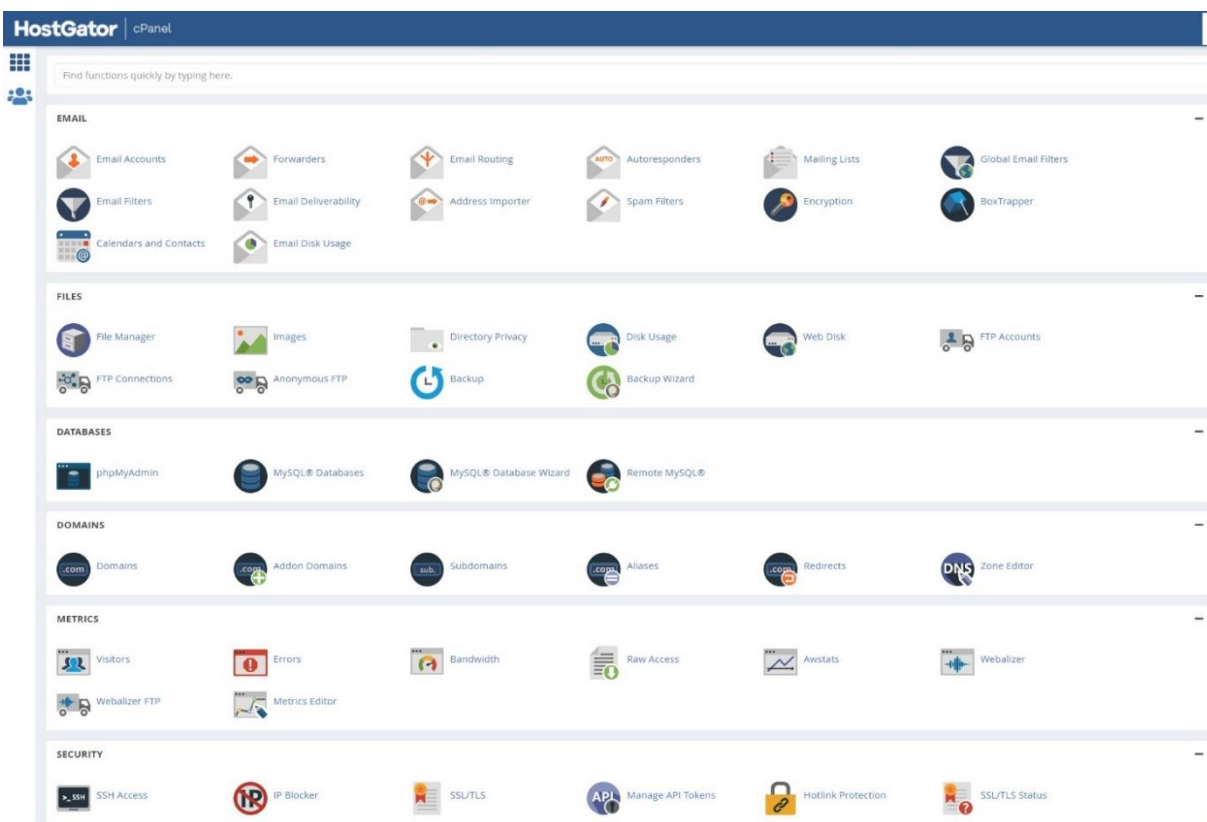 HostGator cPanel
Find functions quickly by typing here.
EMAIL
Email Accounts Forwarders Email Routing AUTO Autoresponders Mailing Lists Global Email Filters
Email Filters Email Deliverability Address Importer Spam Filters Encryption BoxTrapper
Calendars and Contacts Email Disk Usage
FILES
File Manager Images Directory Privacy Disk Usage Web Disk FTP Accounts
FTP Connections Anonymous FTP Backup Backup Wizard
DATABASES
phpMyAdmin MySQL® Databases MySQL® Database Wizard Remote MySQL®
DOMAINS
.com Domains .com Addon Domains sub. Subdomains .com Aliases .com Redirects DNS Zone Editor
METRICS
Visitors Errors Bandwidth Raw Access Awstats Webalizer
Webalizer FTP Metrics Editor
SECURITY
>_SSH SSH Access IP IP Blocker SSL/TLS API Manage API Tokens Hotlink Protection SSL/TLS Status